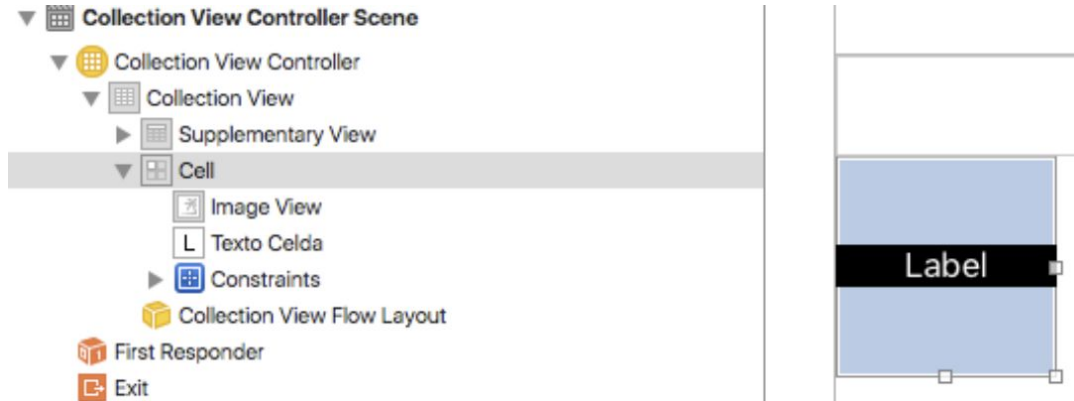 Collection View Controller Scene
Collection View Controller
Collection View
Supplementary View
Cell
Image View
L Texto Celda
Constraints
Collection View Flow Layout
First Responder
Exit
Label